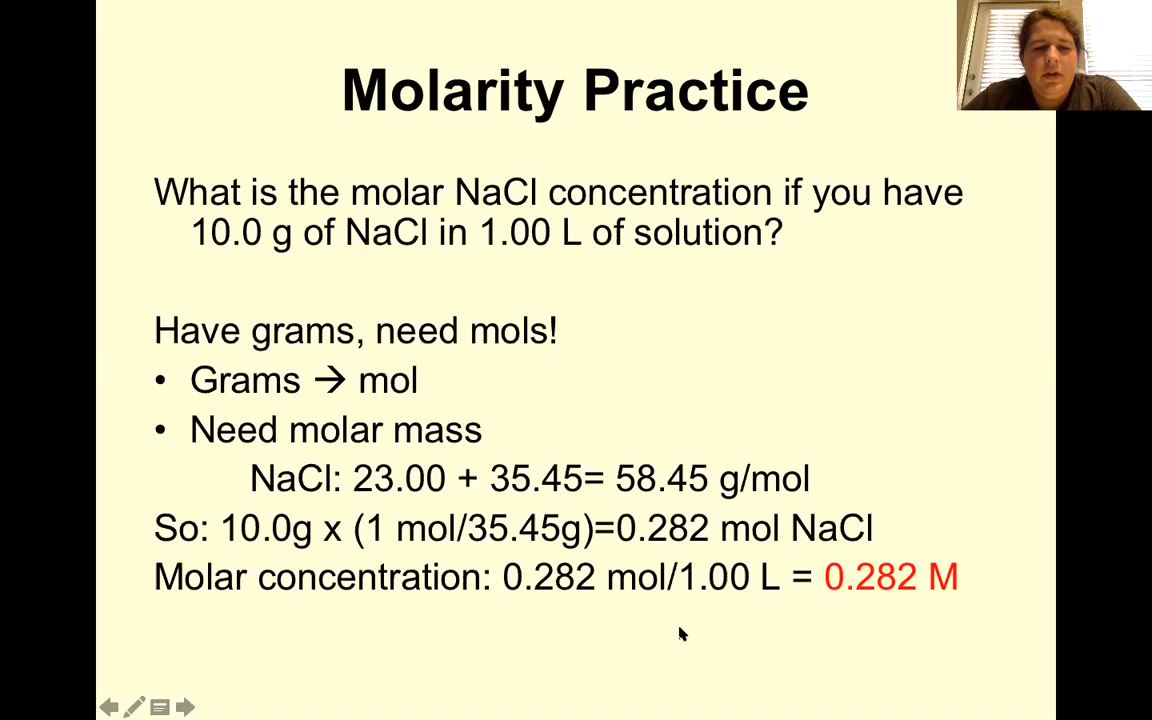 Molarity Practice
What is the molar NaCl concentration if you have
10.0 g of NaCl in 1.00 L of solution?
Have grams, need mols!
• Grams → mol
• Need molar mass
NaCl: 23.00 + 35.45= 58.45 g/mol
So: 10.0g x (1 mol/35.45g)=0.282 mol NaCl
Molar concentration: 0.282 mol/1.00 L = 0.282 M